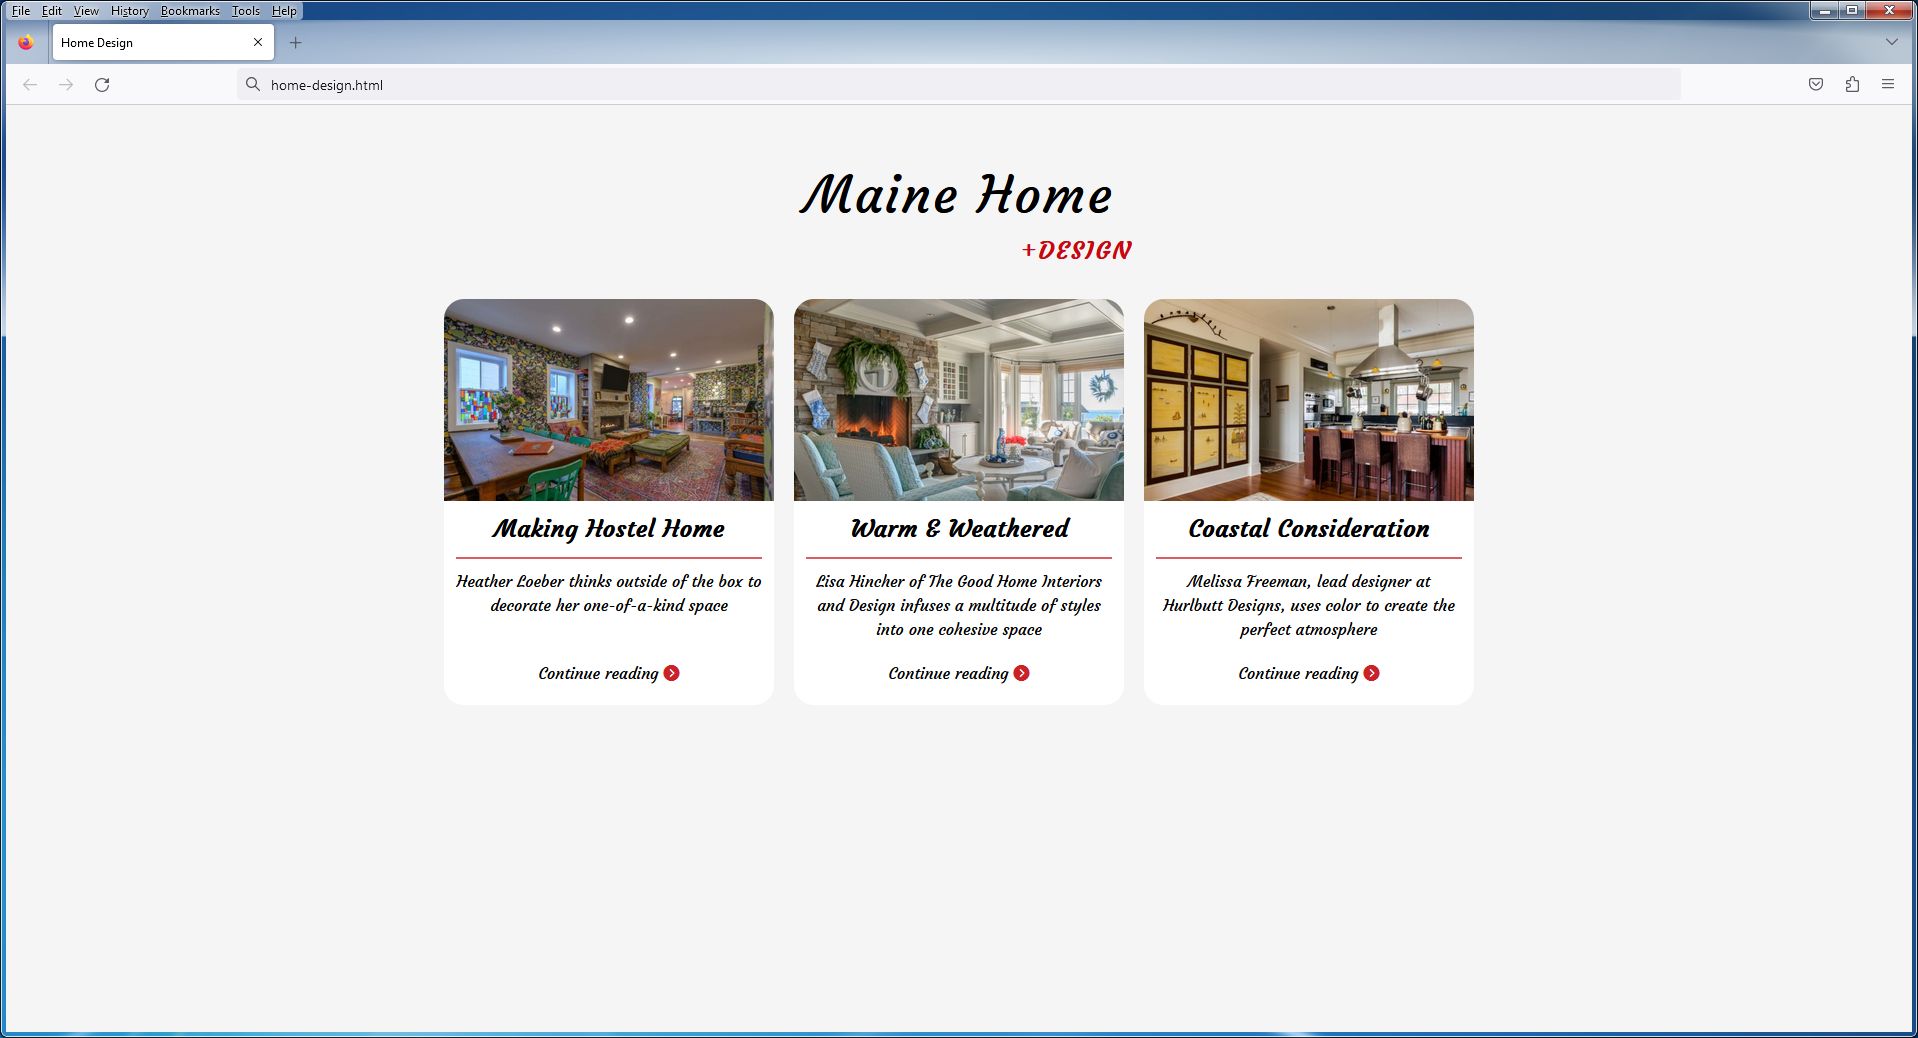 File Edit View History Bookmarks Tools Help
Home Design
home-design.html
Maine Home
+DESIGN
Making Hostel Home
Heather Loeber thinks outside of the box to
decorate her one-of-a-kind space
Continue reading
Warm & Weathered
Lisa Hincher of The Good Home Interiors
and Design infuses a multitude of styles
into one cohesive space
Continue reading
Coastal Consideration
Melissa Freeman, lead designer at
Hurlbutt Designs, uses color to create the
perfect atmosphere
Continue reading